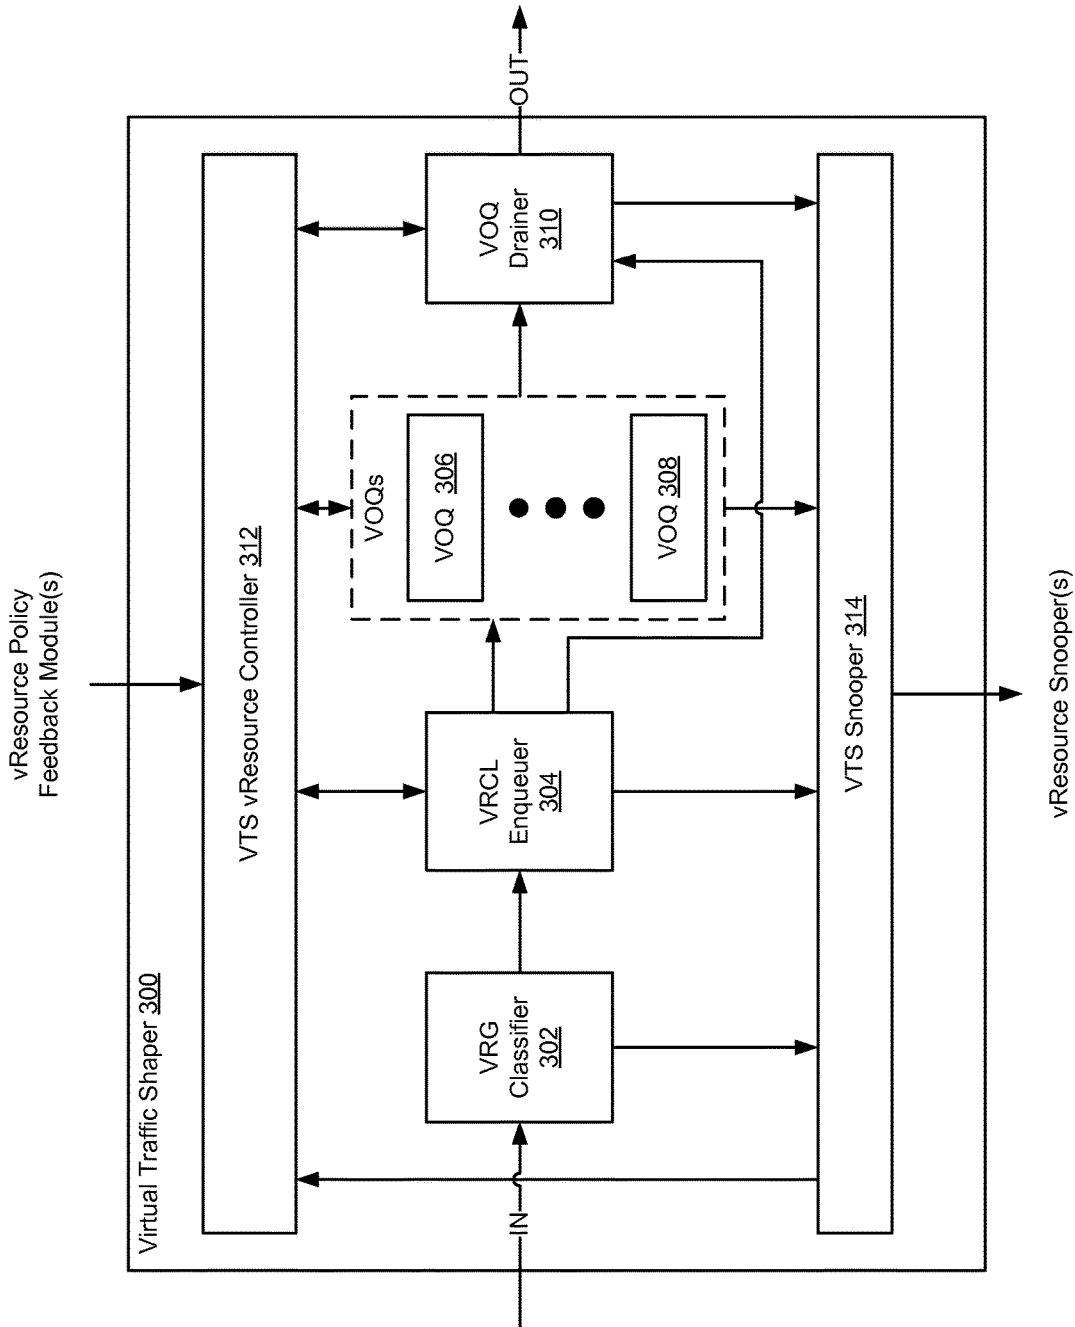 vResource Policy
Feedback Module(s)
Virtual Traffic Shaper 300
VTS vResource Controller 312
IN
VRG
Classifier
302
VRCL
Enqueuer
304
VOQs
VOQ 306
VOQ 308
VOQ
Drainer
310
OUT
VTS Snooper 314
vResource Snooper(s)